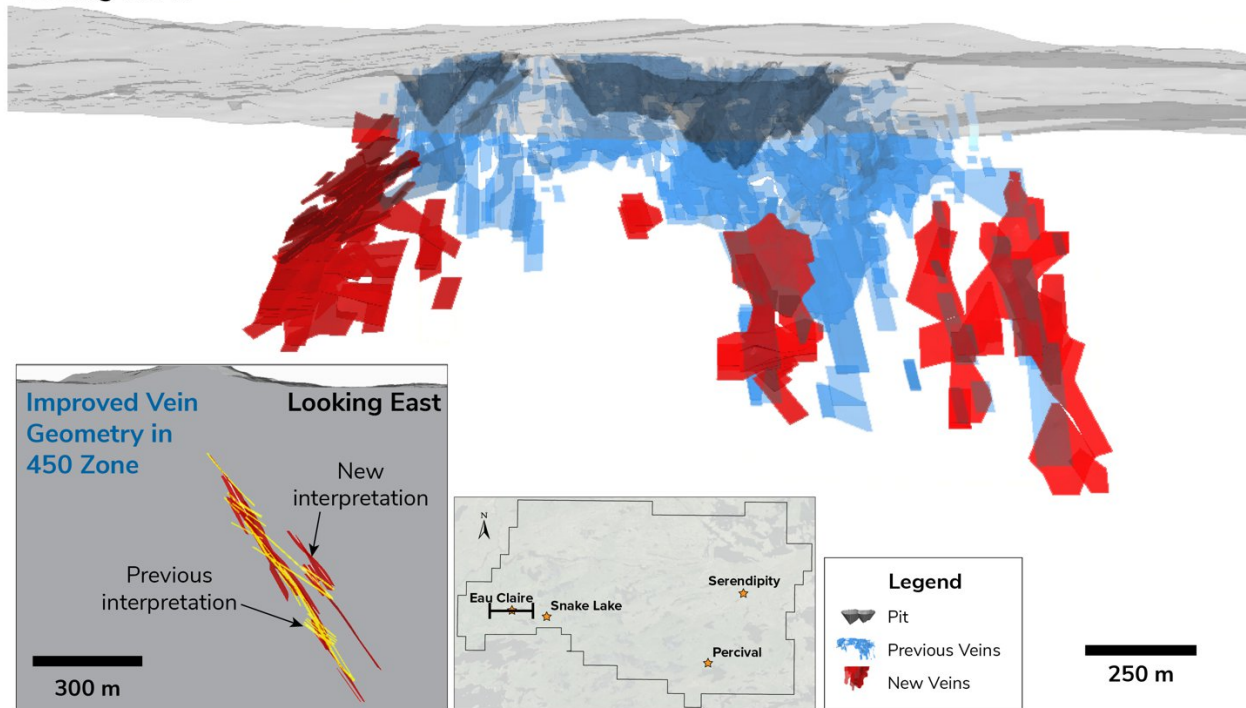 Improved Vein
Geometry in
450 Zone
Looking East
New
interpretation
Previous
interpretation
300 m
N
Eau Claire
Snake Lake
Serendipity
Percival
Legend
Pit
Previous Veins
New Veins
250 m